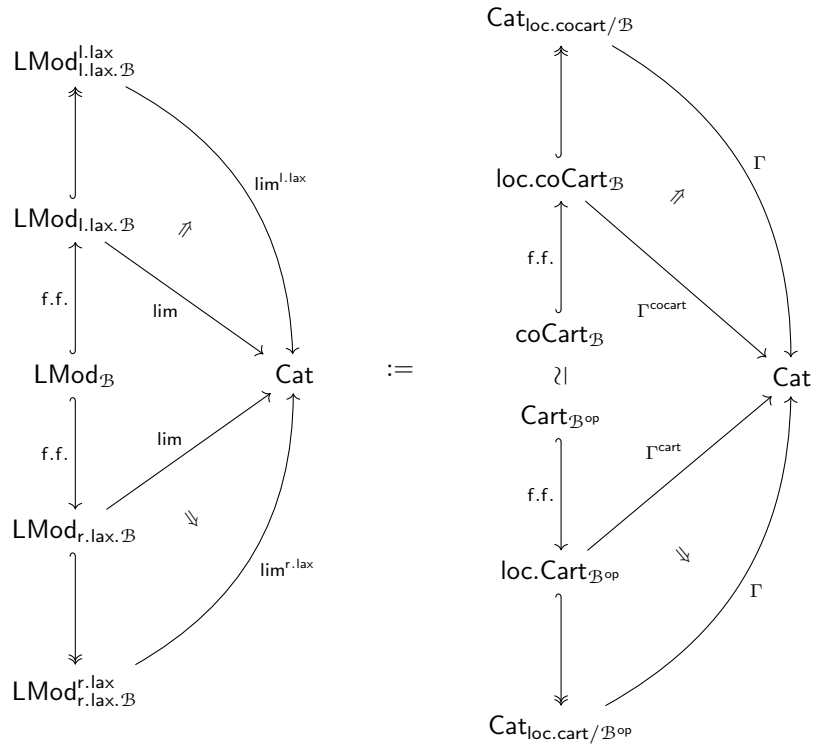 LMod^{l.lax}_{l.lax.ℬ}
lim^{l.lax}
LMod_{l.lax.ℬ}
⇗
f.f.
lim
LMod_ℬ
Cat
lim
f.f.
LMod_{r.lax.ℬ}
⇘
lim^{r.lax}
LMod^{r.lax}_{r.lax.ℬ}
:=
Cat_{loc.cocart/ℬ}
Γ
loc.coCart_ℬ
⇗
f.f.
Γ^{cocart}
coCart_ℬ
≀|
Cat
Cart_{ℬ^{op}}
Γ^{cart}
f.f.
loc.Cart_{ℬ^{op}}
⇘
Γ
Cat_{loc.cart/ℬ^{op}}